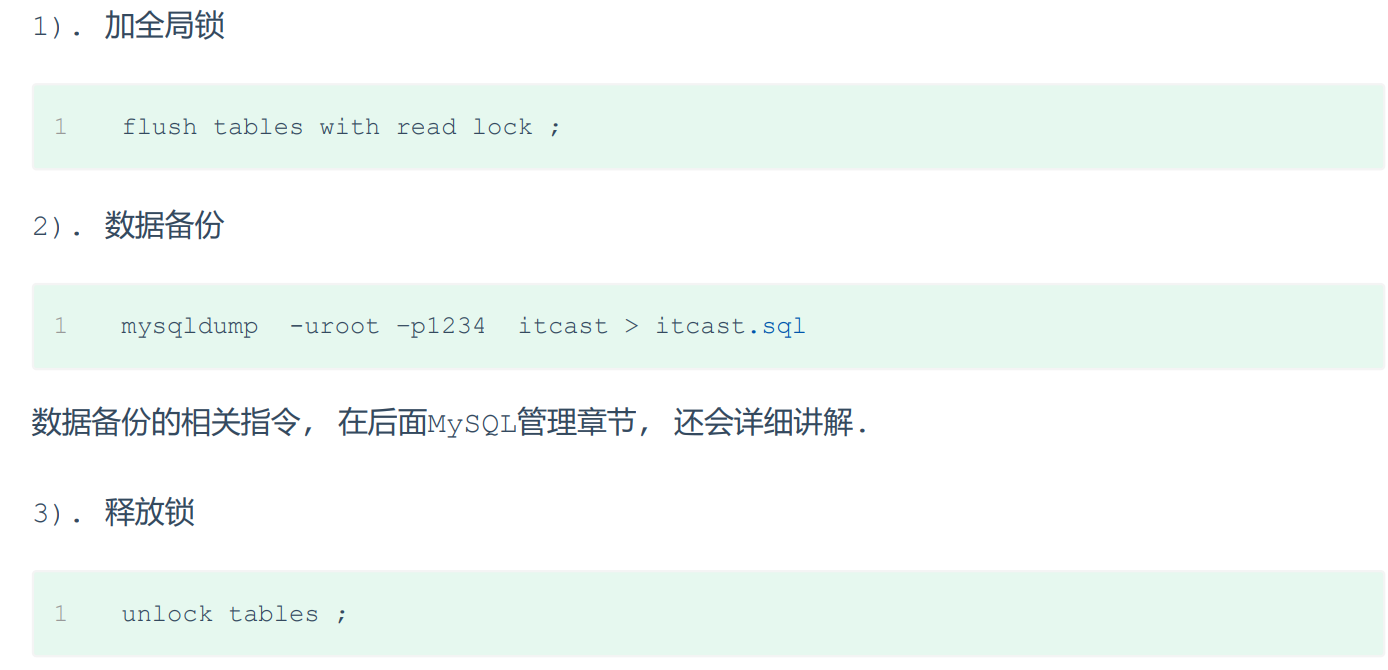 1). 加全局锁
1 flush tables with read lock ;
2). 数据备份
1 mysqldump  -uroot –p1234  itcast > itcast.sql
数据备份的相关指令, 在后面MySQL管理章节, 还会详细讲解.
3). 释放锁
1 unlock tables ;